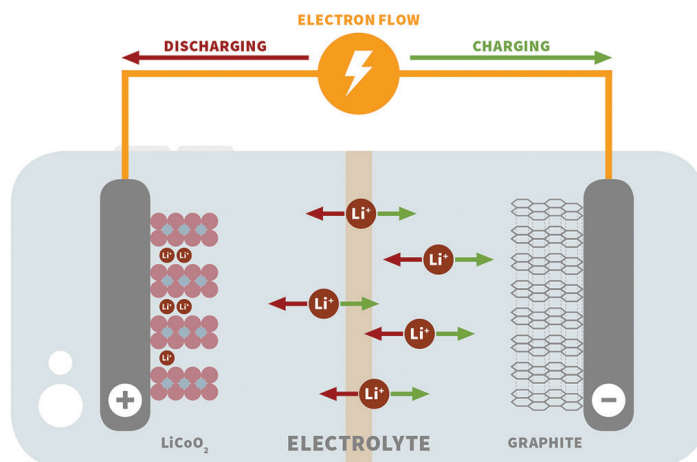 ELECTRON FLOW
DISCHARGING
CHARGING
Li⁺
Li⁺
Li⁺
Li⁺
Li⁺
Li⁺ Li⁺
Li⁺ Li⁺
Li⁺
+
−
LiCoO₂
ELECTROLYTE
GRAPHITE